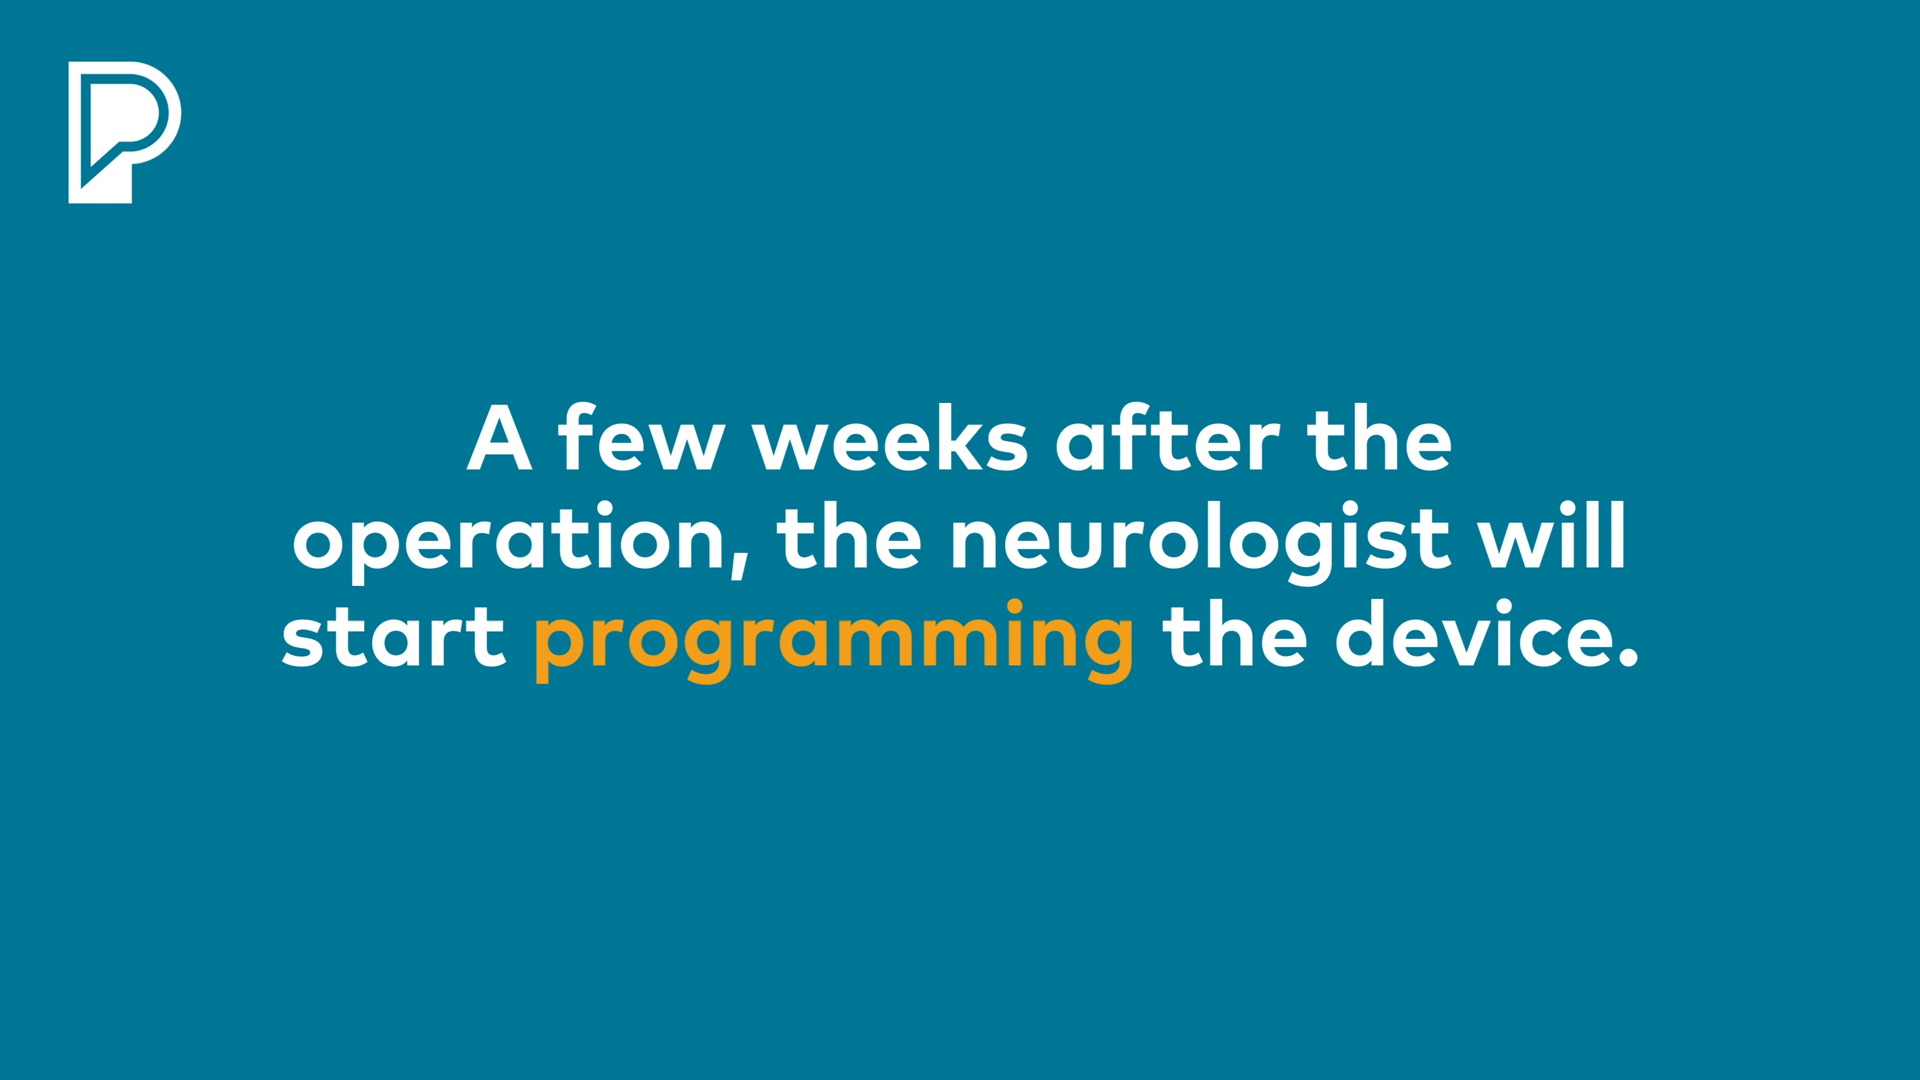 P
A few weeks after the
operation, the neurologist will
start programming the device.